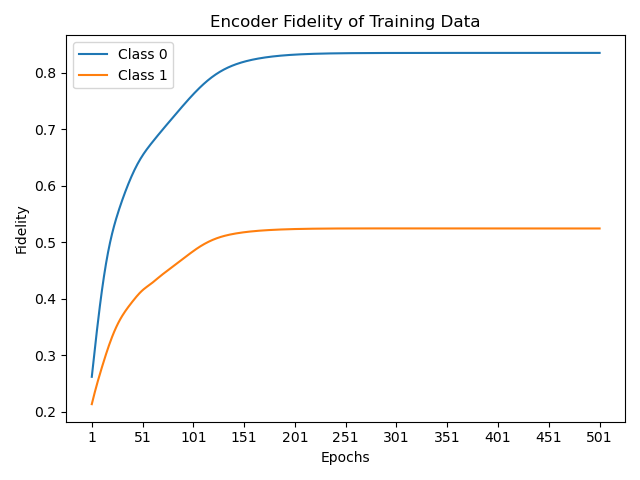 Encoder Fidelity of Training Data
Class 0
Class 1
Fidelity
0.8
0.7
0.6
0.5
0.4
0.3
0.2
1 51 101 151 201 251 301 351 401 451 501
Epochs